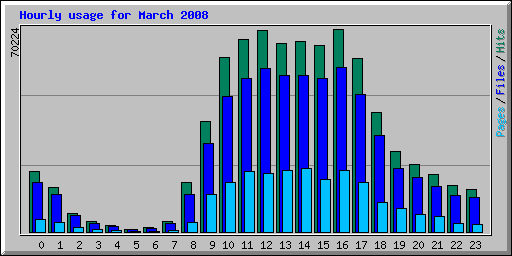 Hourly usage for March 2008
70224
Pages / Files / Hits
0 1 2 3 4 5 6 7 8 9 10 11 12 13 14 15 16 17 18 19 20 21 22 23